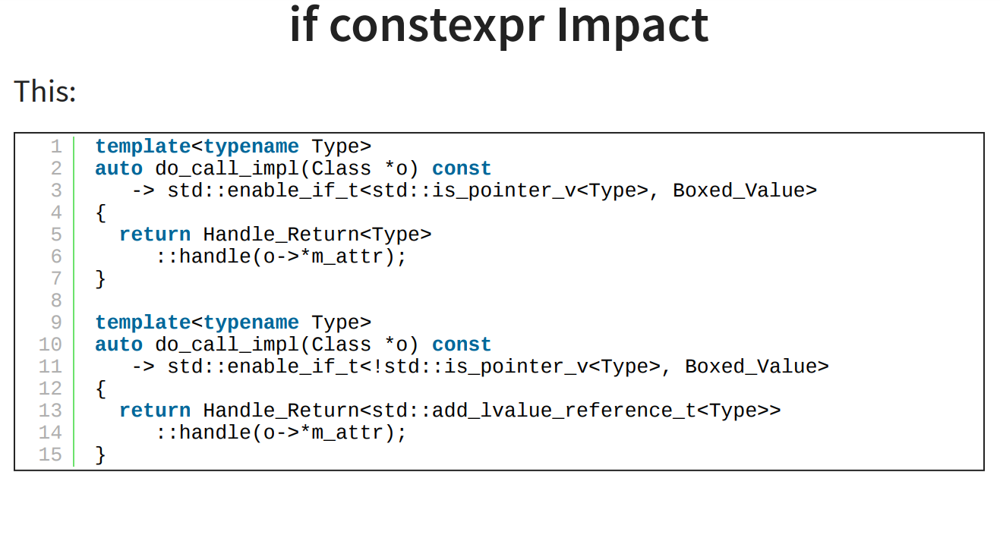 if constexpr Impact
This:
1 template<typename Type>
2 auto do_call_impl(Class *o) const
3    -> std::enable_if_t<std::is_pointer_v<Type>, Boxed_Value>
4 {
5   return Handle_Return<Type>
6      ::handle(o->*m_attr);
7 }
8
9 template<typename Type>
10 auto do_call_impl(Class *o) const
11    -> std::enable_if_t<!std::is_pointer_v<Type>, Boxed_Value>
12 {
13   return Handle_Return<std::add_lvalue_reference_t<Type>>
14      ::handle(o->*m_attr);
15 }